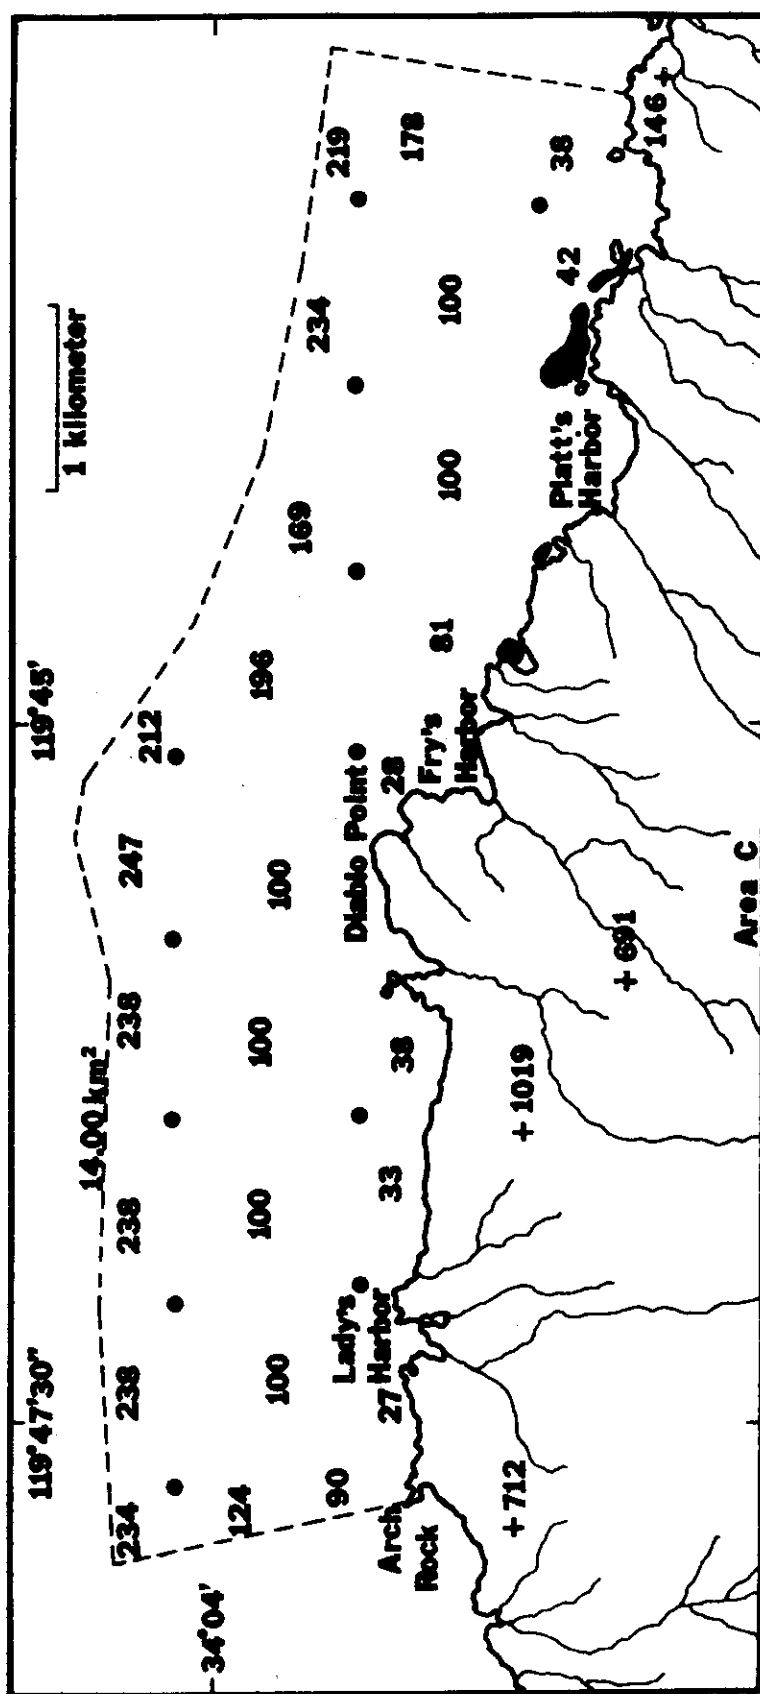 119°47'30"
119°45'
1 kilometer
34°04'
14.00 km²
234
238
238
238
247
212
234
219
124
100
100
100
100
196
169
178
90
Lady's
Harbor
27
33
38
Diablo Point
28
Fry's
Harbor
81
100
100
38
42
Platt's
Harbor
146
Arch
Rock
+ 712
+ 1019
+ 691
Area C